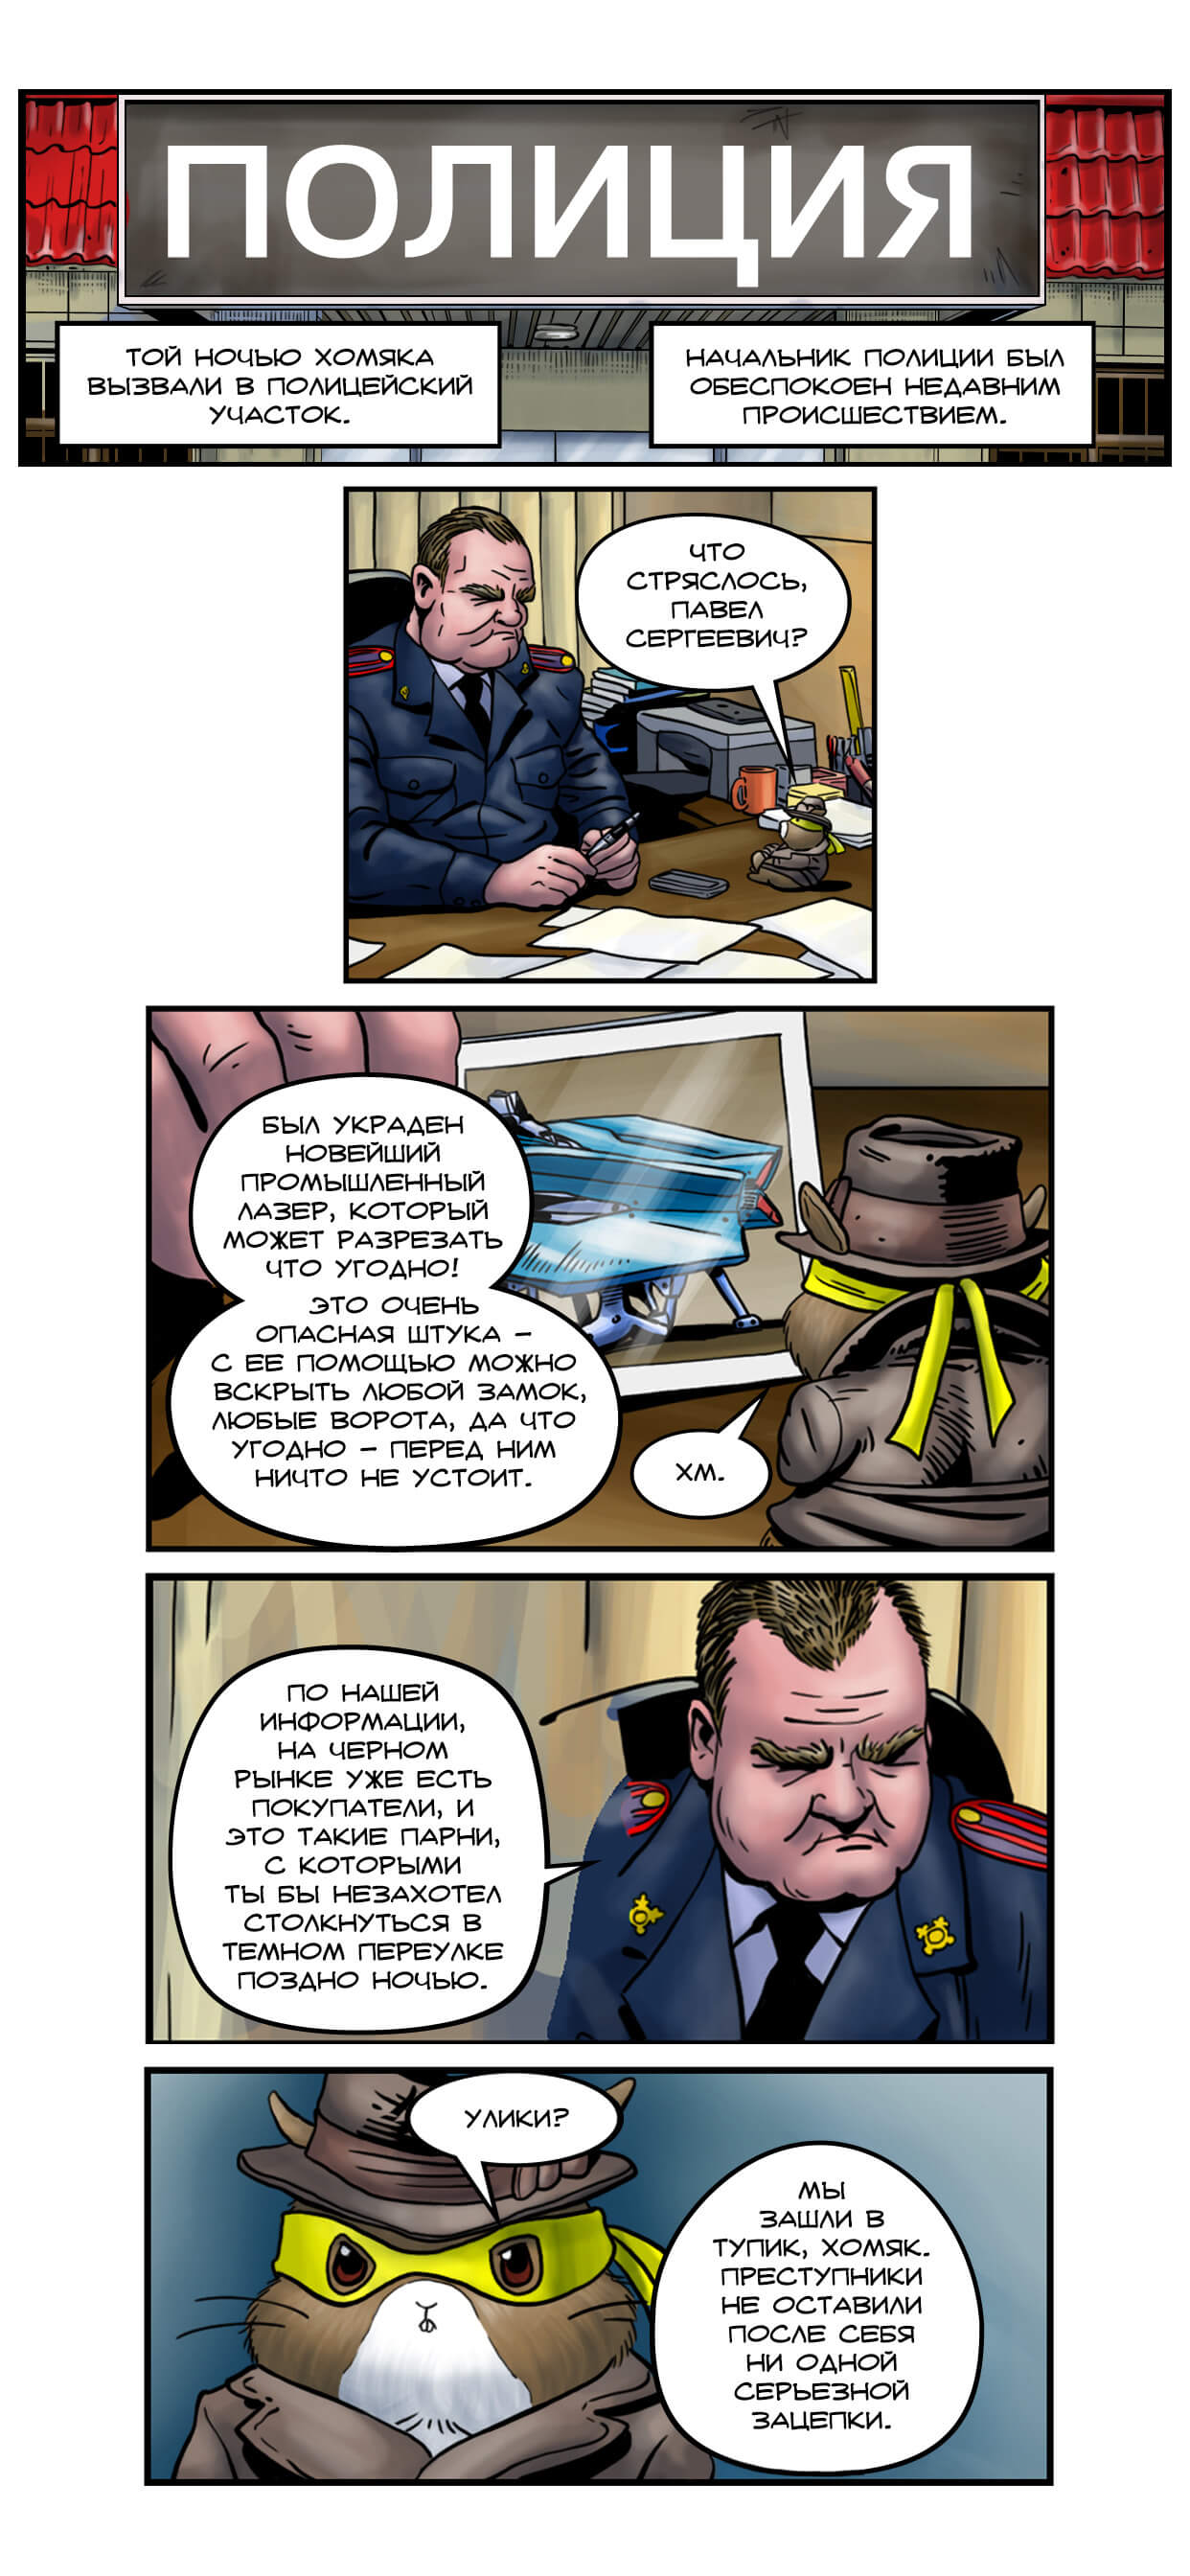 ПОЛИЦИЯ
ТОЙ НОЧЬЮ ХОМЯКА
ВЫЗВАЛИ В ПОЛИЦЕЙСКИЙ
УЧАСТОК.
НАЧАЛЬНИК ПОЛИЦИИ БЫЛ
ОБЕСПОКОЕН НЕДАВНИМ
ПРОИСШЕСТВИЕМ.
ЧТО
СТРЯСЛОСЬ,
ПАВЕЛ
СЕРГЕЕВИЧ?
БЫЛ УКРАДЕН
НОВЕЙШИЙ
ПРОМЫШЛЕННЫЙ
ЛАЗЕР, КОТОРЫЙ
МОЖЕТ РАЗРЕЗАТЬ
ЧТО УГОДНО!
ЭТО ОЧЕНЬ
ОПАСНАЯ ШТУКА –
С ЕЕ ПОМОЩЬЮ МОЖНО
ВСКРЫТЬ ЛЮБОЙ ЗАМОК,
ЛЮБЫЕ ВОРОТА, ДА ЧТО
УГОДНО – ПЕРЕД НИМ
НИЧТО НЕ УСТОИТ.
ХМ.
ПО НАШЕЙ
ИНФОРМАЦИИ,
НА ЧЕРНОМ
РЫНКЕ УЖЕ ЕСТЬ
ПОКУПАТЕЛИ, И
ЭТО ТАКИЕ ПАРНИ,
С КОТОРЫМИ
ТЫ БЫ НЕЗАХОТЕЛ
СТОЛКНУТЬСЯ В
ТЕМНОМ ПЕРЕУЛКЕ
ПОЗДНО НОЧЬЮ.
УЛИКИ?
МЫ
ЗАШЛИ В
ТУПИК, ХОМЯК.
ПРЕСТУПНИКИ
НЕ ОСТАВИЛИ
ПОСЛЕ СЕБЯ
НИ ОДНОЙ
СЕРЬЕЗНОЙ
ЗАЦЕПКИ.